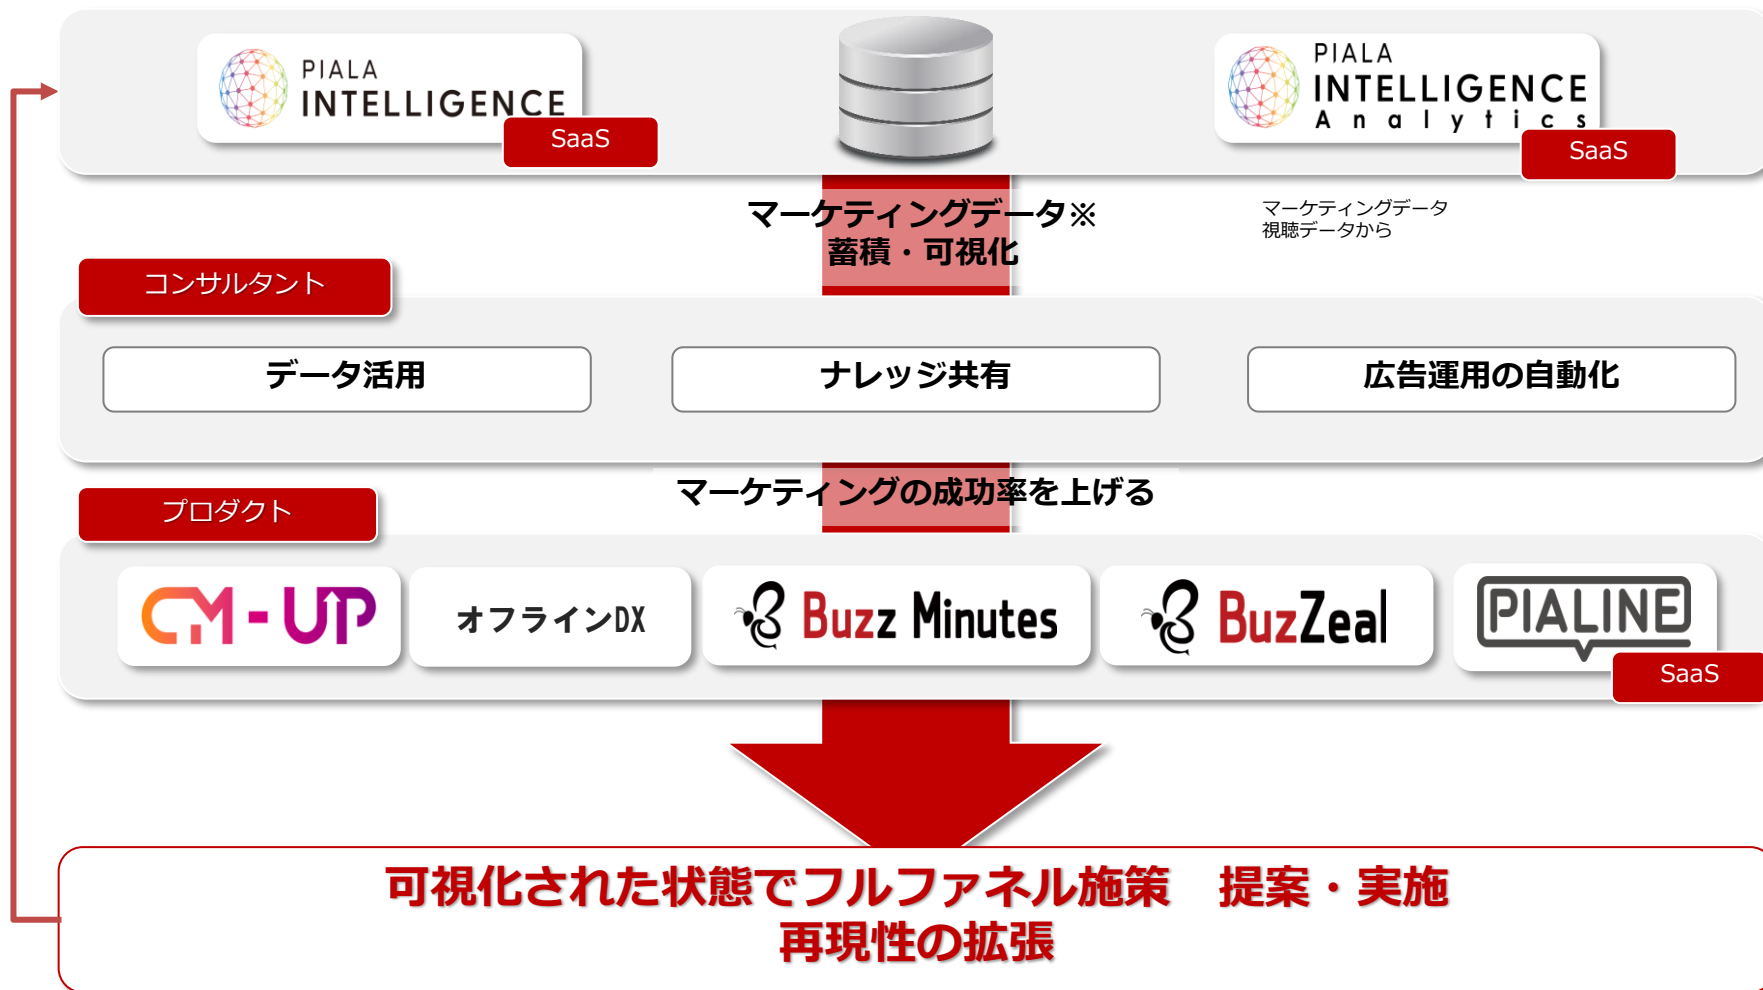 PIALA
INTELLIGENCE
SaaS
PIALA
INTELLIGENCE
Analytics
SaaS
マーケティングデータ※
蓄積・可視化
マーケティングデータ
視聴データから
コンサルタント
データ活用
ナレッジ共有
広告運用の自動化
マーケティングの成功率を上げる
プロダクト
CM-UP
オフラインDX
Buzz Minutes
BuzZeal
PIALINE
SaaS
可視化された状態でフルファネル施策　提案・実施
再現性の拡張